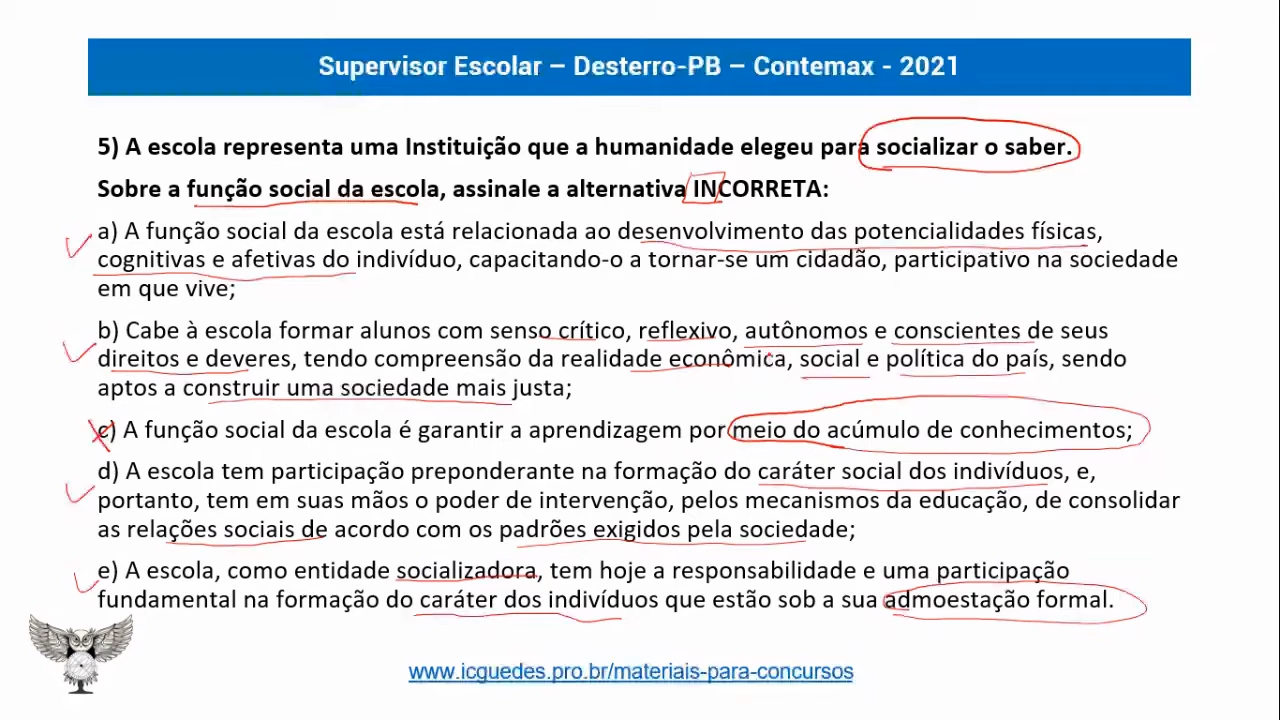 Supervisor Escolar – Desterro-PB – Contemax - 2021
5) A escola representa uma Instituição que a humanidade elegeu para socializar o saber.
Sobre a função social da escola, assinale a alternativa INCORRETA:
a) A função social da escola está relacionada ao desenvolvimento das potencialidades físicas,
cognitivas e afetivas do indivíduo, capacitando-o a tornar-se um cidadão, participativo na sociedade
em que vive;
b) Cabe à escola formar alunos com senso crítico, reflexivo, autônomos e conscientes de seus
direitos e deveres, tendo compreensão da realidade econômica, social e política do país, sendo
aptos a construir uma sociedade mais justa;
c) A função social da escola é garantir a aprendizagem por meio do acúmulo de conhecimentos;
d) A escola tem participação preponderante na formação do caráter social dos indivíduos, e,
portanto, tem em suas mãos o poder de intervenção, pelos mecanismos da educação, de consolidar
as relações sociais de acordo com os padrões exigidos pela sociedade;
e) A escola, como entidade socializadora, tem hoje a responsabilidade e uma participação
fundamental na formação do caráter dos indivíduos que estão sob a sua admoestação formal.
www.icguedes.pro.br/materiais-para-concursos